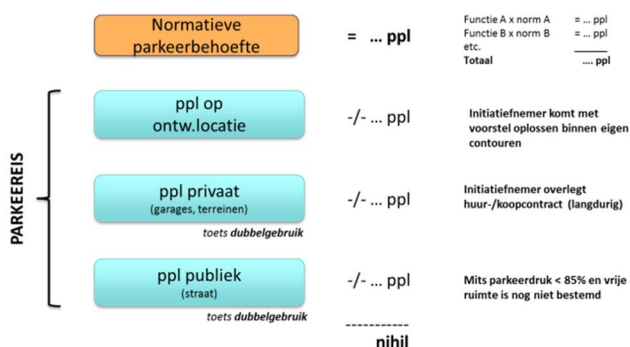 Normatieve
parkeerbehoefte
= ... ppl
Functie A x norm A = ... ppl
Functie B x norm B = ... ppl
etc.
Totaal .... ppl
PARKEEREIS
ppl op
ontw.locatie
-/- ... ppl
Initiatiefnemer komt met
voorstel oplossen binnen eigen
contouren
ppl privaat
(garages, terreinen)
-/- ... ppl
Initiatiefnemer overlegt
huur-/koopcontract (langdurig)
toets dubbelgebruik
ppl publiek
(straat)
-/- ... ppl
Mits parkeerdruk < 85% en vrije
ruimte is nog niet bestemd
toets dubbelgebruik
-----------
nihil